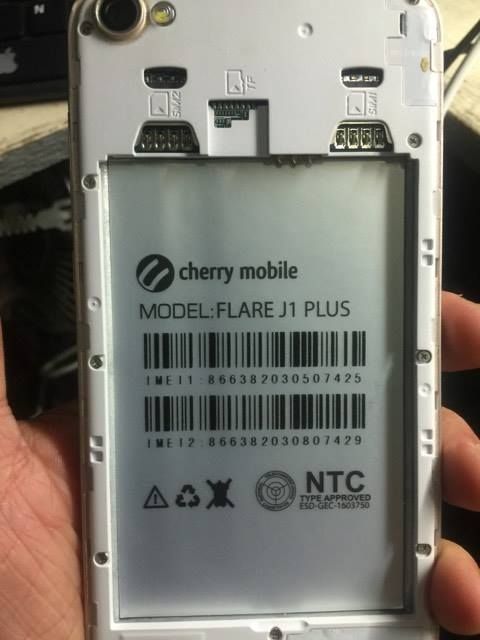 N
SIM2
TF
SIM1
cherry mobile
MODEL:FLARE J1 PLUS
IMEI1:866382030507425
IMEI2:866382030807429
NTC
TYPE APPROVED
ESD-GEC-1603750